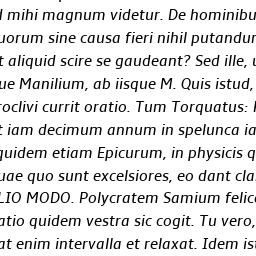 d mihi magnum videtur. De hominibu
uorum sine causa fieri nihil putandur
t aliquid scire se gaudeant? Sed ille, u
ue Manilium, ab iisque M. Quis istud,
roclivi currit oratio. Tum Torquatus: 
t iam decimum annum in spelunca ia
quidem etiam Epicurum, in physicis q
uae quo sunt excelsiores, eo dant cla
LIO MODO. Polycratem Samium felice
atio quidem vestra sic cogit. Tu vero,
at enim intervalla et relaxat. Idem ist